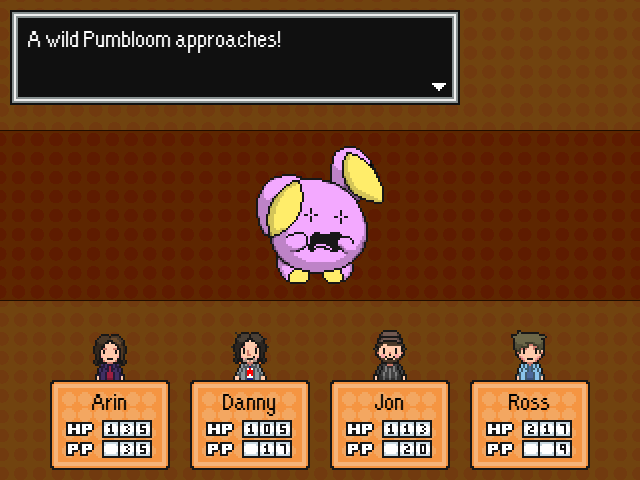 A wild Pumbloom approaches!
Arin
HP 135
PP 35
Danny
HP 105
PP 17
Jon
HP 113
PP 20
Ross
HP 217
PP 9